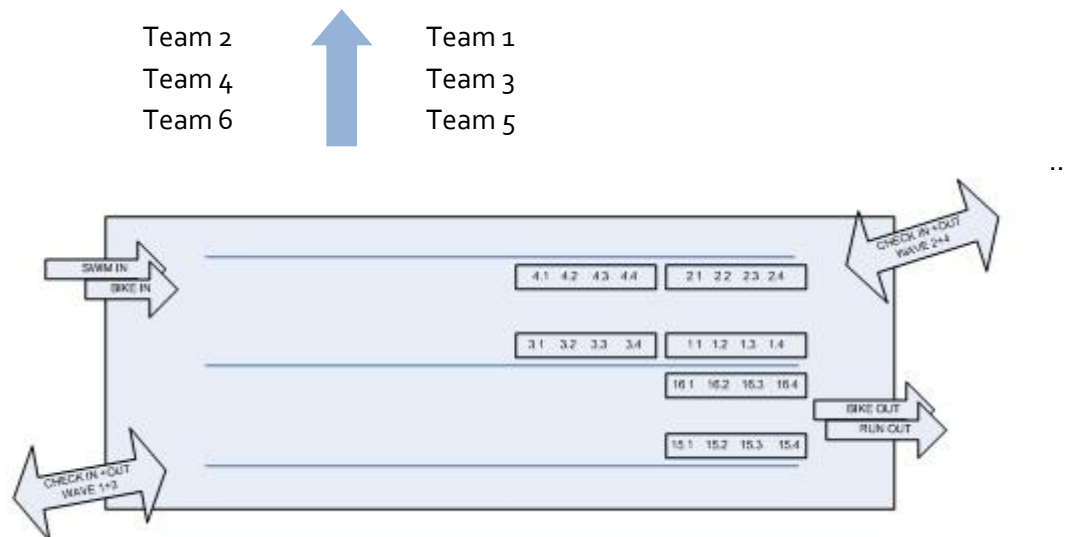 Team 2 Team 1
Team 4 Team 3
Team 6 Team 5
..
CHECK IN +OUT
WAVE 2+4
SWIM IN
BIKE IN
4.1 4.2 4.3 4.4 2.1 2.2 2.3 2.4
3.1 3.2 3.3 3.4 1.1 1.2 1.3 1.4
16.1 16.2 16.3 16.4
BIKE OUT
RUN OUT
15.1 15.2 15.3 15.4
CHECK IN +OUT
WAVE 1+3